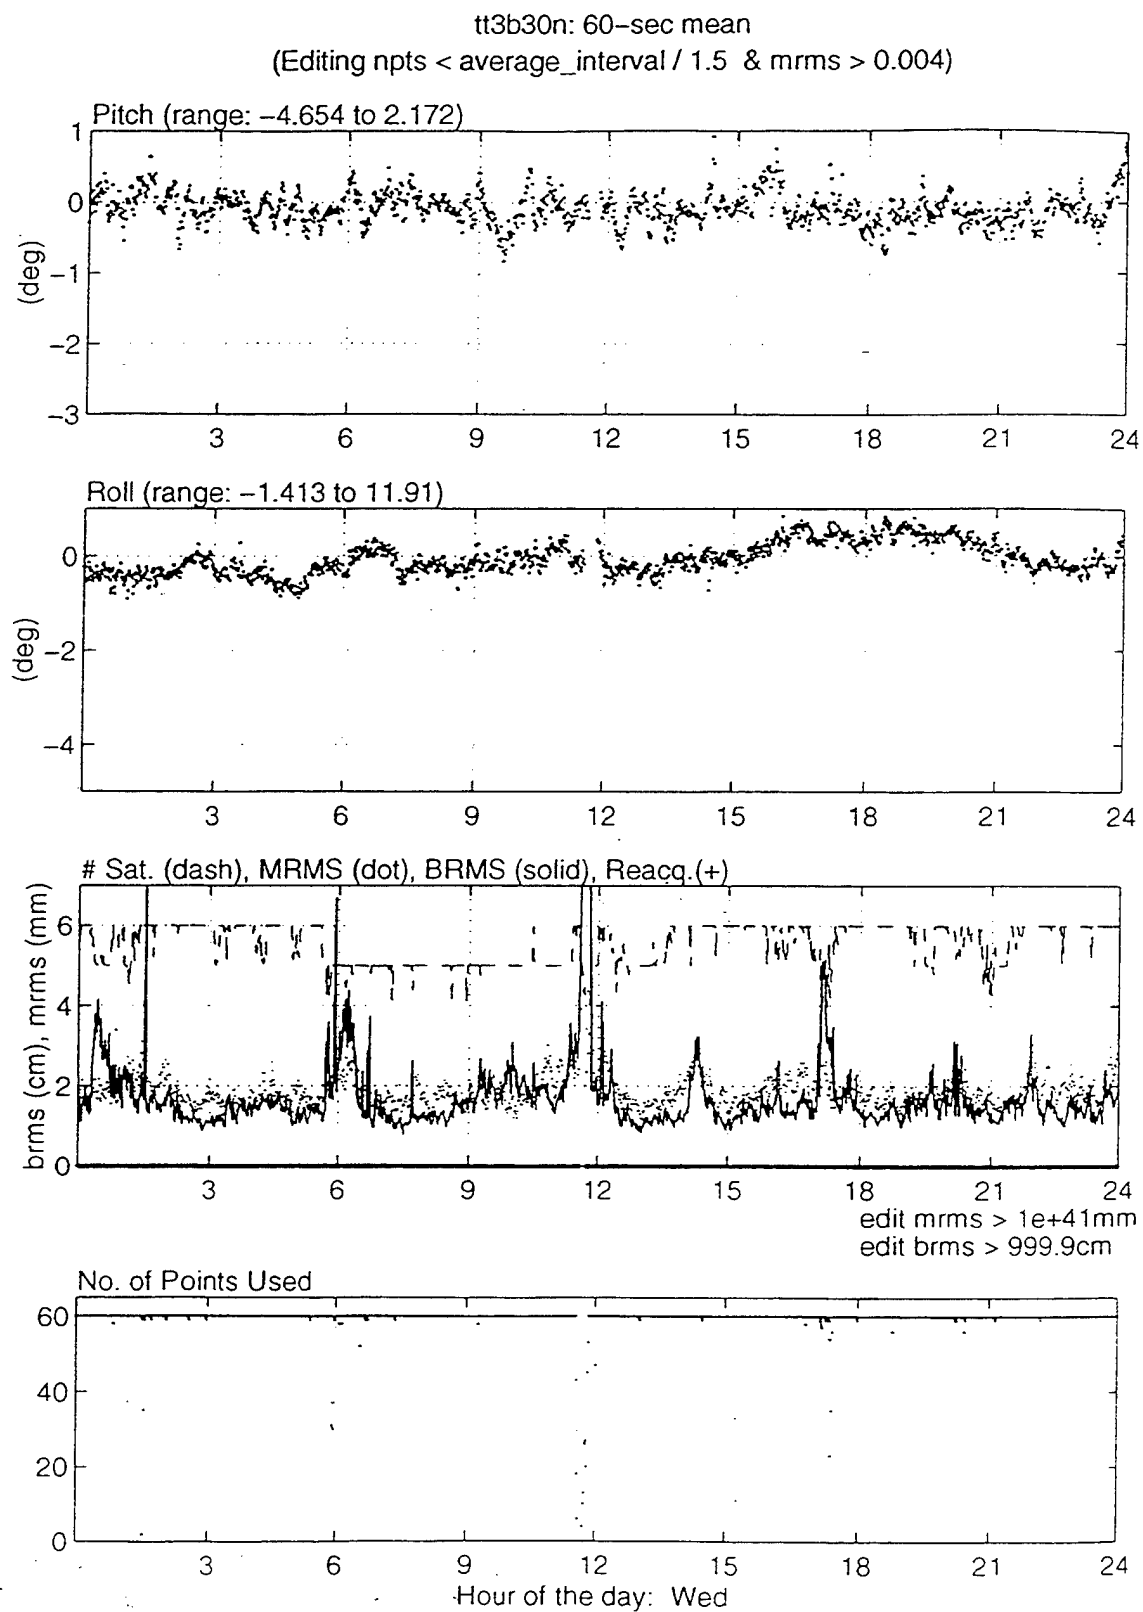 tt3b30n: 60-sec mean
(Editing npts < average_interval / 1.5 & mrms > 0.004)
Pitch (range: -4.654 to 2.172)
1
0
-1
-2
-3
(deg)
3 6 9 12 15 18 21 24
Roll (range: -1.413 to 11.91)
0
-2
-4
(deg)
3 6 9 12 15 18 21 24
# Sat. (dash), MRMS (dot), BRMS (solid), Reacq.(+)
6
4
2
0
brms (cm), mrms (mm)
3 6 9 12 15 18 21 24
edit mrms > 1e+41mm
edit brms > 999.9cm
No. of Points Used
60
40
20
0
3 6 9 12 15 18 21 24
Hour of the day: Wed